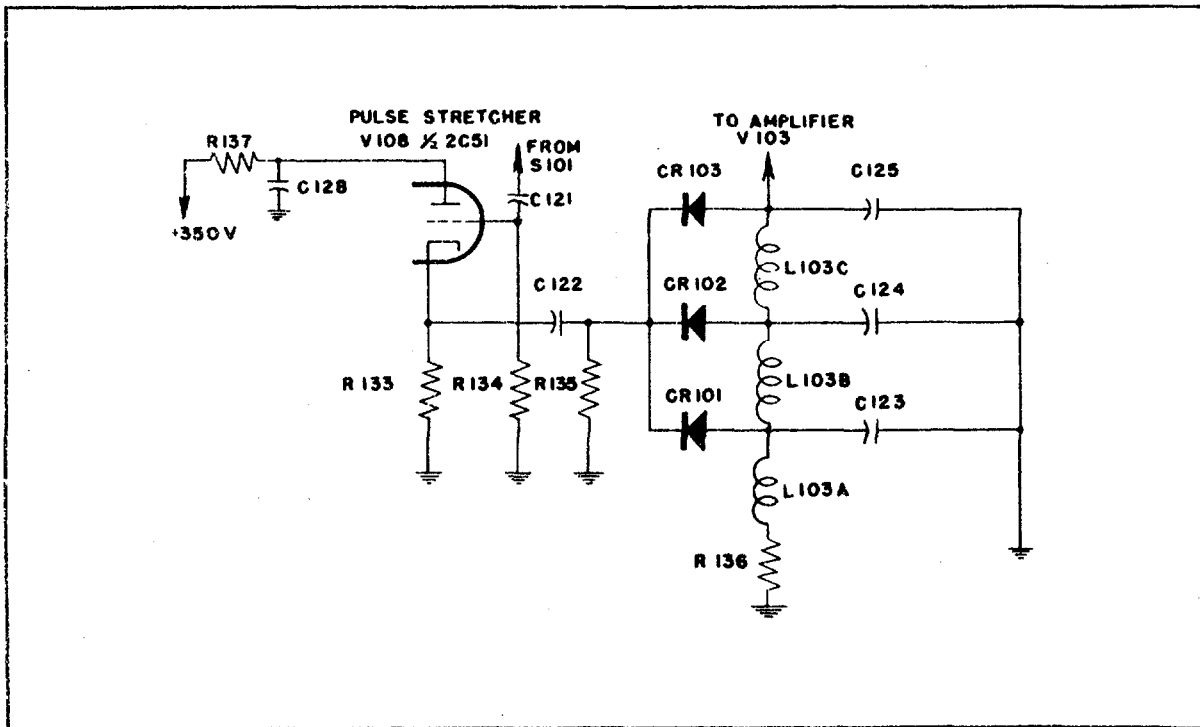 PULSE STRETCHER
V108 ½ 2C51
R137
C128
+350V
FROM
S101
C121
TO AMPLIFIER
V103
CR103
C125
L103C
C122
CR102
C124
R133
R134
R135
L103B
CR101
C123
L103A
R136